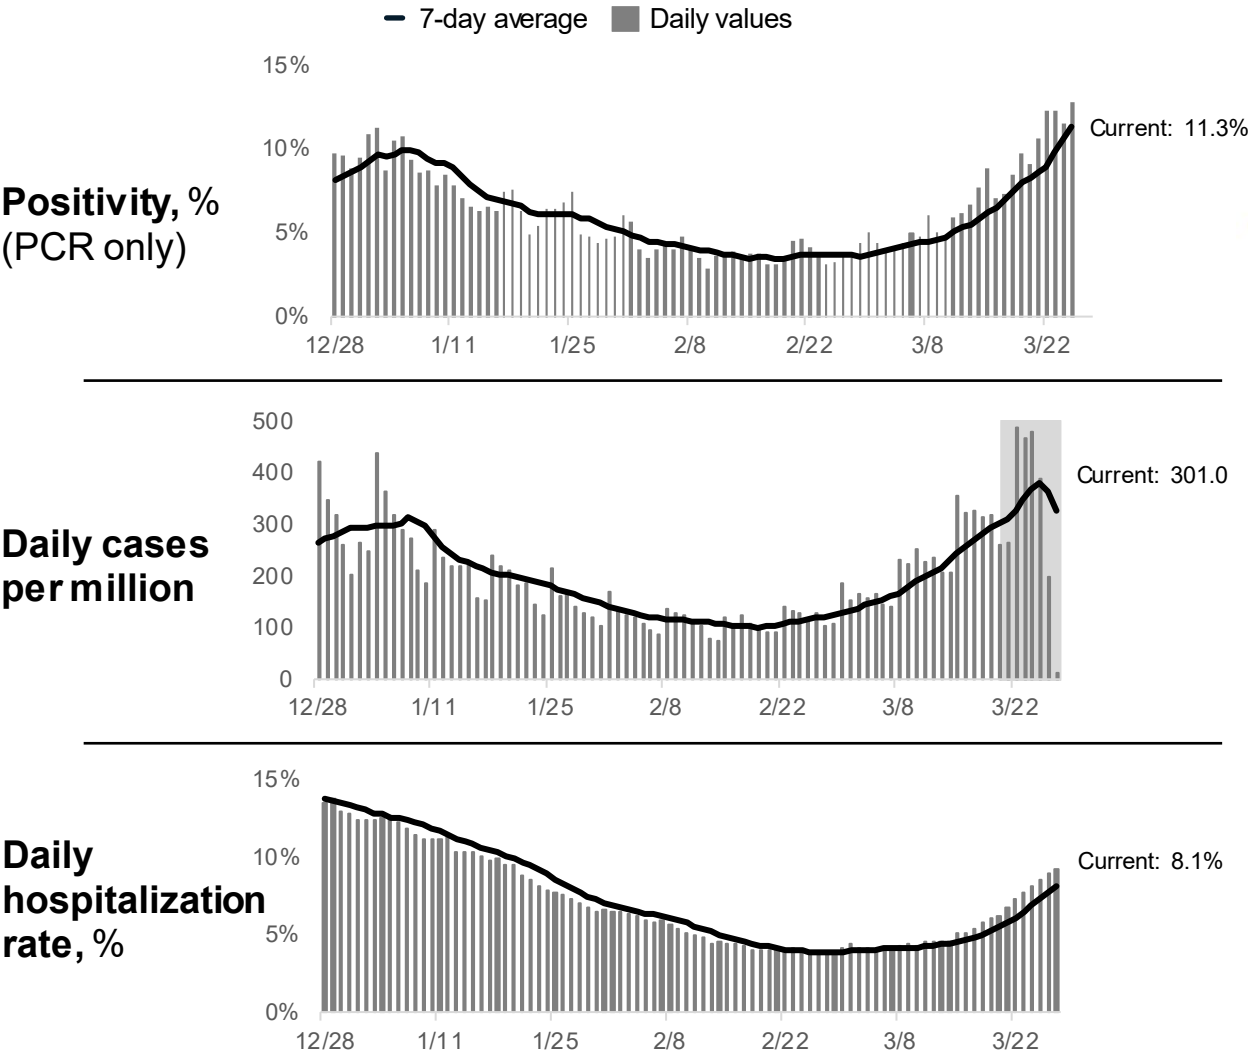 7-day average Daily values
15%
10%
5%
0%
Current: 11.3%
Positivity, %
(PCR only)
12/28 1/11 1/25 2/8 2/22 3/8 3/22
500
400
300
200
100
0
Current: 301.0
Daily cases
per million
12/28 1/11 1/25 2/8 2/22 3/8 3/22
15%
10%
5%
0%
Current: 8.1%
Daily
hospitalization
rate, %
12/28 1/11 1/25 2/8 2/22 3/8 3/22